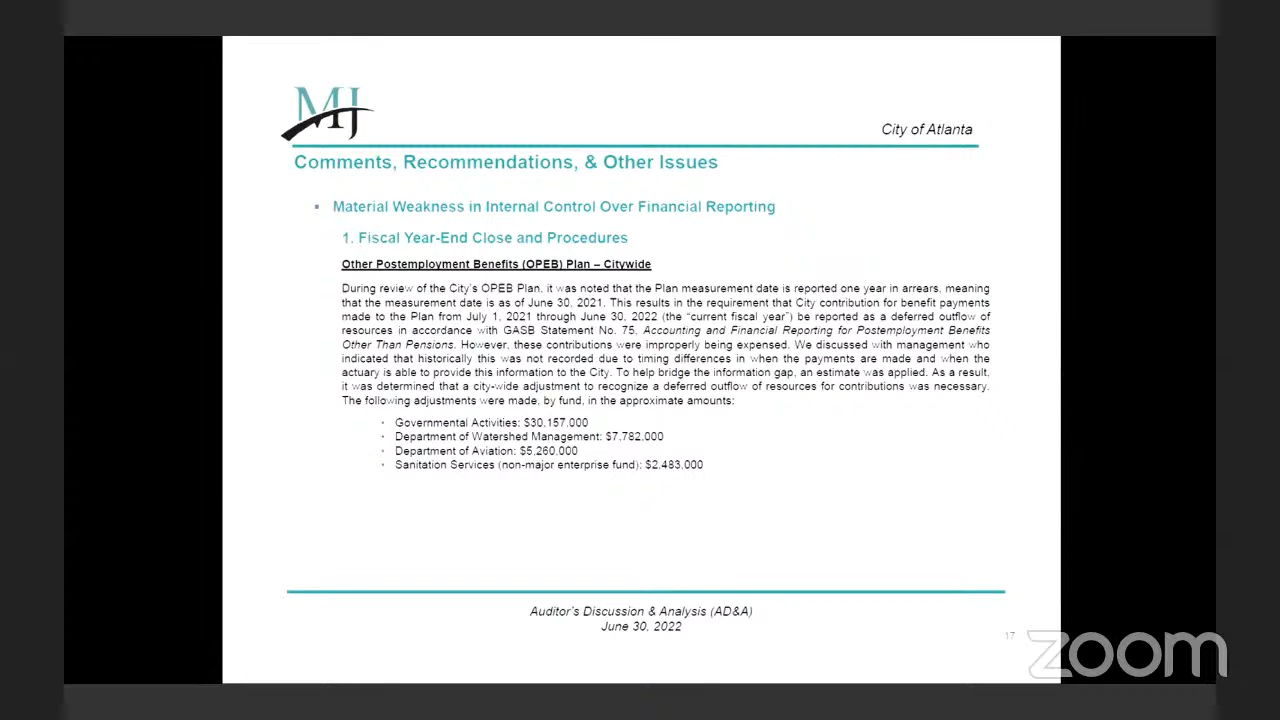 MJ
City of Atlanta
Comments, Recommendations, & Other Issues
▪ Material Weakness in Internal Control Over Financial Reporting
1. Fiscal Year-End Close and Procedures
Other Postemployment Benefits (OPEB) Plan – Citywide
During review of the City's OPEB Plan, it was noted that the Plan measurement date is reported one year in arrears, meaning
that the measurement date is as of June 30, 2021. This results in the requirement that City contribution for benefit payments
made to the Plan from July 1, 2021 through June 30, 2022 (the "current fiscal year") be reported as a deferred outflow of
resources in accordance with GASB Statement No. 75, Accounting and Financial Reporting for Postemployment Benefits
Other Than Pensions. However, these contributions were improperly being expensed. We discussed with management who
indicated that historically this was not recorded due to timing differences in when the payments are made and when the
actuary is able to provide this information to the City. To help bridge the information gap, an estimate was applied. As a result,
it was determined that a city-wide adjustment to recognize a deferred outflow of resources for contributions was necessary.
The following adjustments were made, by fund, in the approximate amounts:
· Governmental Activities: $30,157,000
· Department of Watershed Management: $7,782,000
· Department of Aviation: $5,260,000
· Sanitation Services (non-major enterprise fund): $2,483,000
Auditor's Discussion & Analysis (AD&A)
June 30, 2022
17
zoom